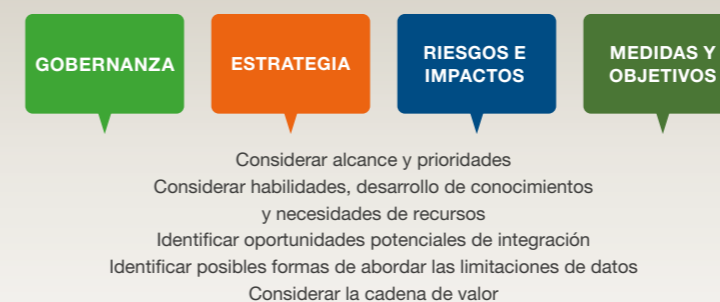 GOBERNANZA
ESTRATEGIA
RIESGOS E
IMPACTOS
MEDIDAS Y
OBJETIVOS
Considerar alcance y prioridades
Considerar habilidades, desarrollo de conocimientos
y necesidades de recursos
Identificar oportunidades potenciales de integración
Identificar posibles formas de abordar las limitaciones de datos
Considerar la cadena de valor